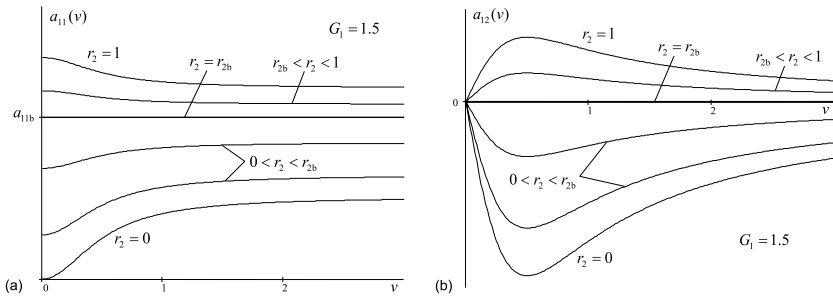 a₁₁(v)
G₁ = 1.5
r₂ = 1
r₂ = r₂b
r₂b < r₂ < 1
a₁₁b
0 < r₂ < r₂b
r₂ = 0
0
1
2
v
(a)
a₁₂(v)
r₂ = 1
r₂ = r₂b
r₂b < r₂ < 1
0
1
2
v
0 < r₂ < r₂b
G₁ = 1.5
r₂ = 0
(b)